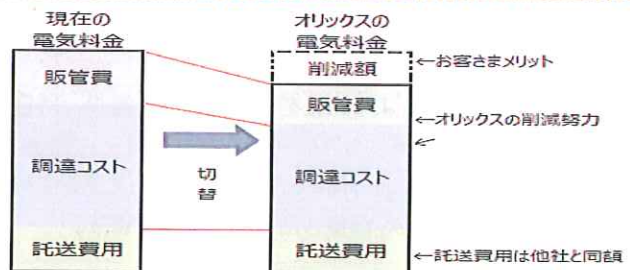 現在の
電気料金
オリックスの
電気料金
削減額
←お客さまメリット
販管費
販管費
←オリックスの削減努力
←
調達コスト
切
替
調達コスト
託送費用
託送費用
←託送費用は他社と同額